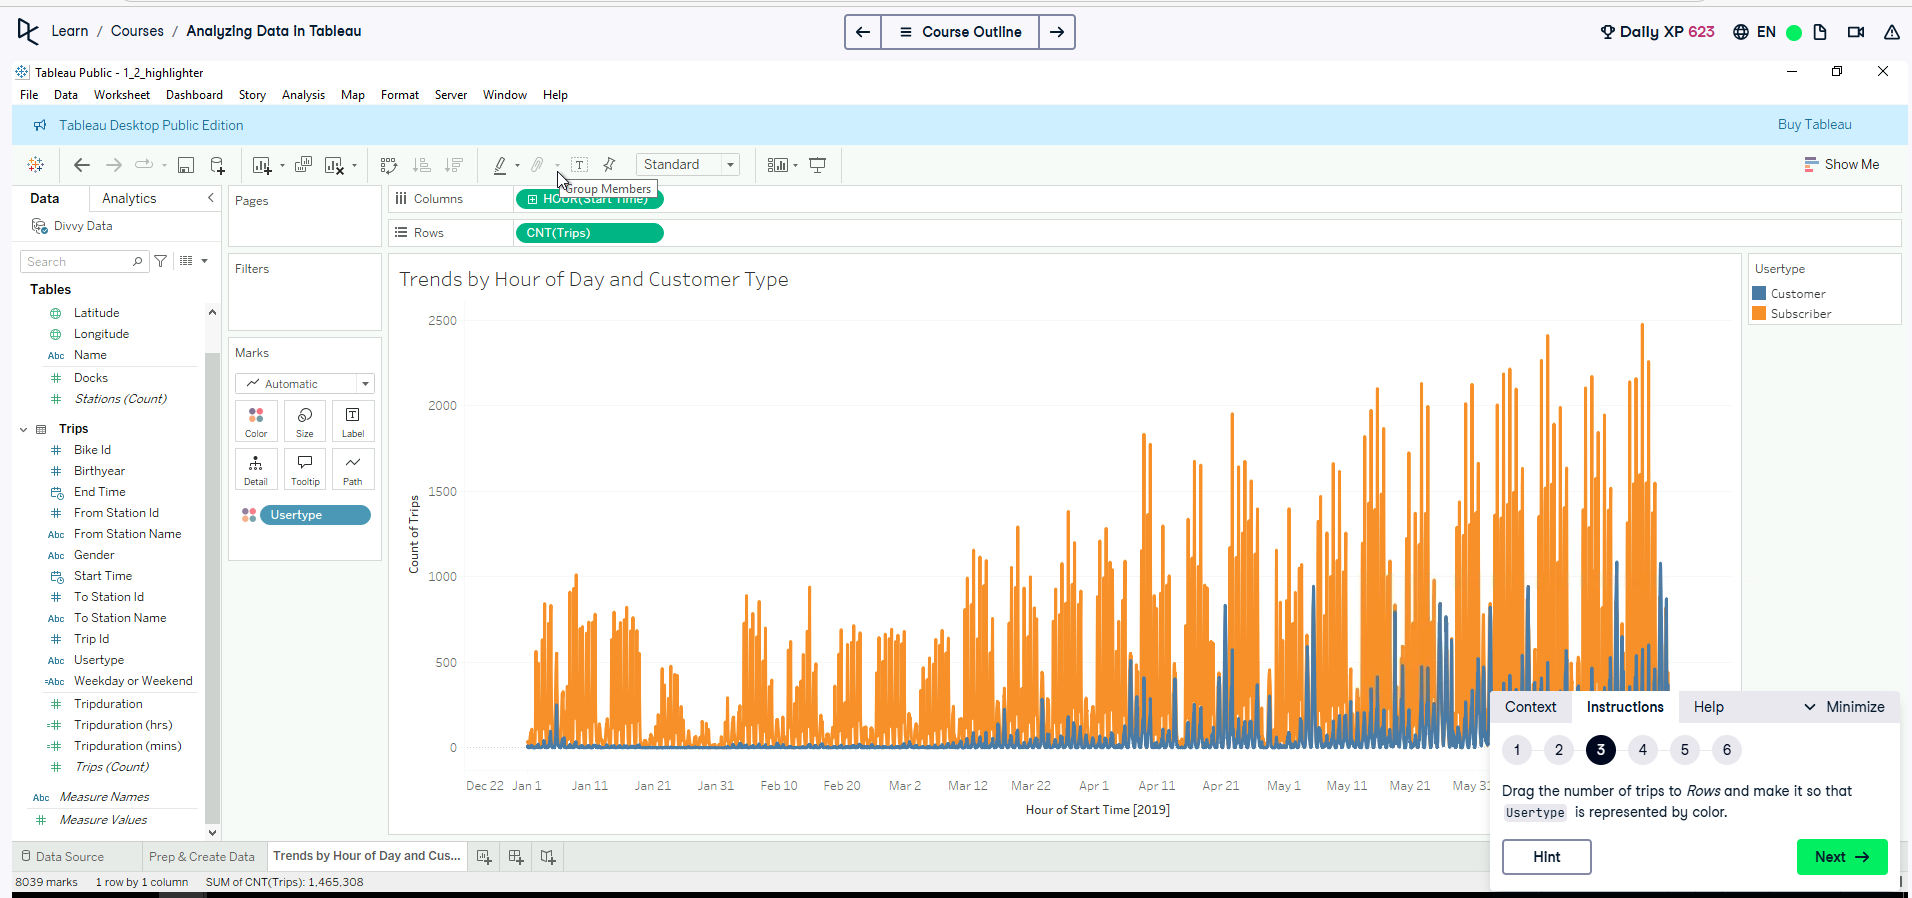 Learn / Courses / Analyzing Data in Tableau
Course Outline
Daily XP 623 EN
Tableau Public - 1_2_highlighter
File Data Worksheet Dashboard Story Analysis Map Format Server Window Help
Tableau Desktop Public Edition
Buy Tableau
Standard
Show Me
Group Members
Data Analytics
Divvy Data
Search
Tables
Latitude
Longitude
Abc Name
Docks
Stations (Count)
Trips
Bike Id
Birthyear
End Time
From Station Id
Abc From Station Name
Abc Gender
Start Time
To Station Id
Abc To Station Name
Trip Id
Abc Usertype
=Abc Weekday or Weekend
Tripduration
Tripduration (hrs)
Tripduration (mins)
Trips (Count)
Abc Measure Names
Measure Values
Pages
Filters
Marks
Automatic
Color Size Label
Detail Tooltip Path
Usertype
Columns HOUR(Start Time)
Rows CNT(Trips)
Trends by Hour of Day and Customer Type
2500
2000
1500
1000
500
0
Count of Trips
Dec 22 Jan 1 Jan 11 Jan 21 Jan 31 Feb 10 Feb 20 Mar 2 Mar 12 Mar 22 Apr 1 Apr 11 Apr 21 May 1 May 11 May 21 May 31
Hour of Start Time [2019]
Usertype
Customer
Subscriber
Context Instructions Help Minimize
1 2 3 4 5 6
Drag the number of trips to Rows and make it so that
Usertype is represented by color.
Hint
Next
Data Source Prep & Create Data Trends by Hour of Day and Cus...
8039 marks 1 row by 1 column SUM of CNT(Trips): 1,465,308